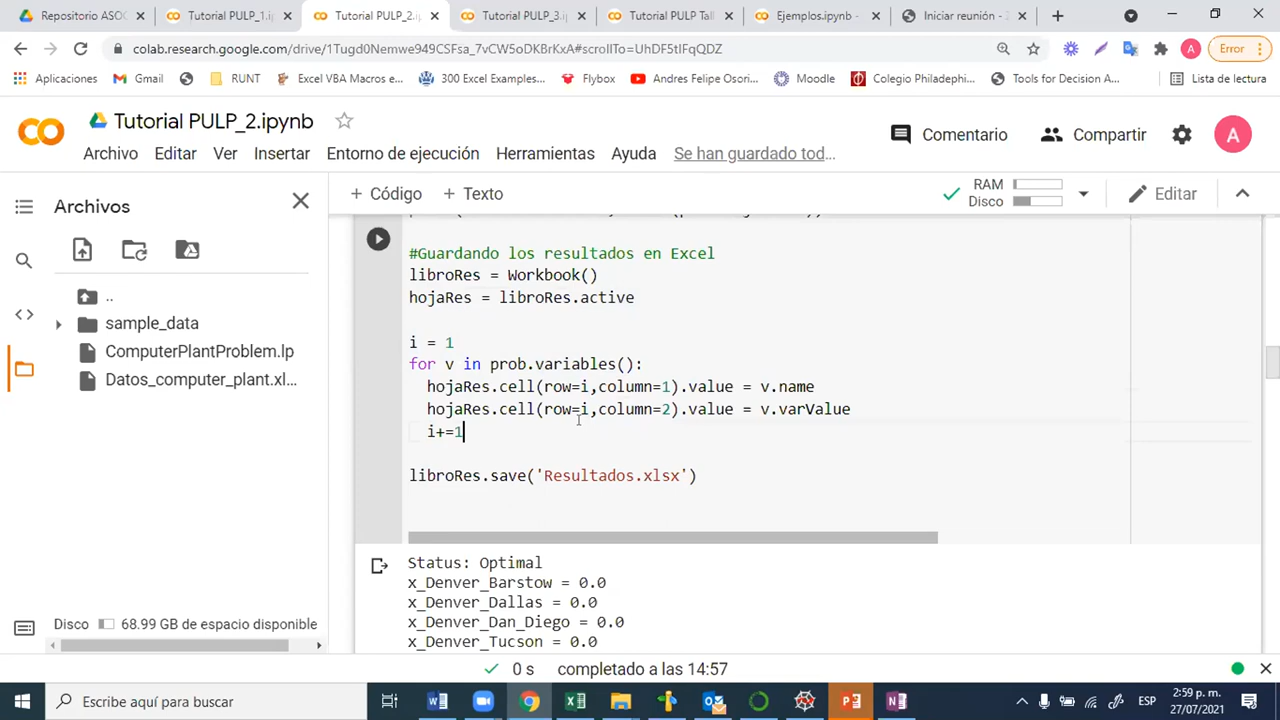 Repositorio ASOC
Tutorial PULP_1.i
Tutorial PULP_2.i
Tutorial PULP_3.i
Tutorial PULP Tall
Ejemplos.ipynb -
Iniciar reunión - Z
colab.research.google.com/drive/1Tugd0Nemwe949CSFsa_7vCW5oDKBrKxA#scrollTo=UhDF5tIFqQDZ
A
Error
Aplicaciones
Gmail
RUNT
Excel VBA Macros e...
300 Excel Examples...
Flybox
Andres Felipe Osori...
Moodle
Colegio Philadelphi...
Tools for Decision A...
Lista de lectura
Tutorial PULP_2.ipynb
Comentario
Compartir
A
Archivo Editar Ver Insertar Entorno de ejecución Herramientas Ayuda Se han guardado tod...
Archivos
+ Código + Texto
RAM
Disco
Editar
..
sample_data
ComputerPlantProblem.lp
Datos_computer_plant.xl...
#Guardando los resultados en Excel
libroRes = Workbook()
hojaRes = libroRes.active
i = 1
for v in prob.variables():
hojaRes.cell(row=i,column=1).value = v.name
hojaRes.cell(row=i,column=2).value = v.varValue
i+=1
libroRes.save('Resultados.xlsx')
Status: Optimal
x_Denver_Barstow = 0.0
x_Denver_Dallas = 0.0
x_Denver_Dan_Diego = 0.0
x_Denver_Tucson = 0.0
Disco 68.99 GB de espacio disponible
0 s completado a las 14:57
Escribe aquí para buscar
ESP
2:59 p. m.
27/07/2021